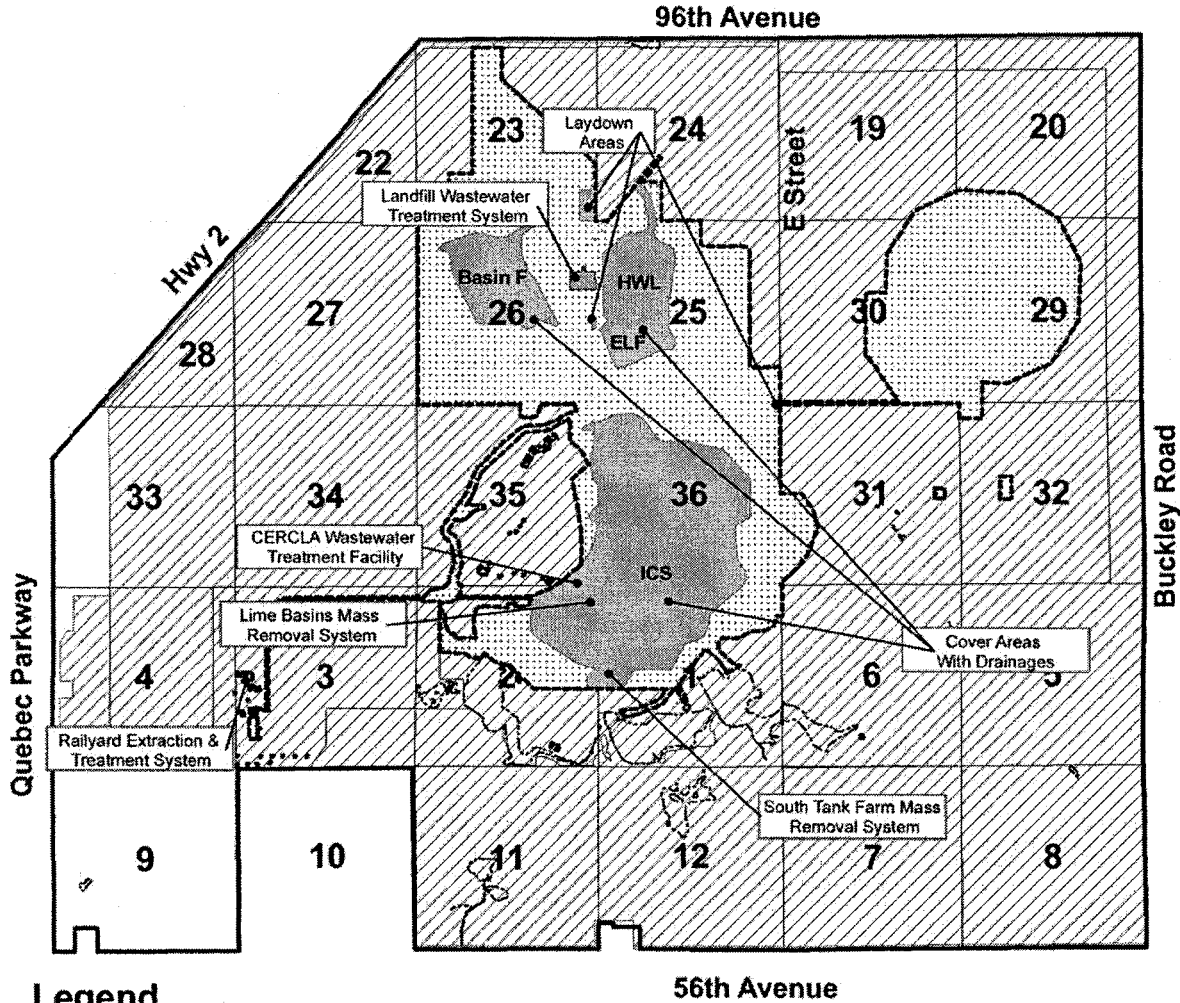 96th Avenue
23
24
19
20
Laydown
Areas
22
E Street
Landfill Wastewater
Treatment System
Hwy 2
Basin F
HWL
27
26
25
30
29
ELF
28
33
34
35
36
31
32
Buckley Road
CERCLA Wastewater
Treatment Facility
ICS
Quebec Parkway
Lime Basins Mass
Removal System
Cover Areas
With Drainages
4
3
2
1
6
5
Railyard Extraction &
Treatment System
South Tank Farm Mass
Removal System
9
10
11
12
7
8
56th Avenue
Legend